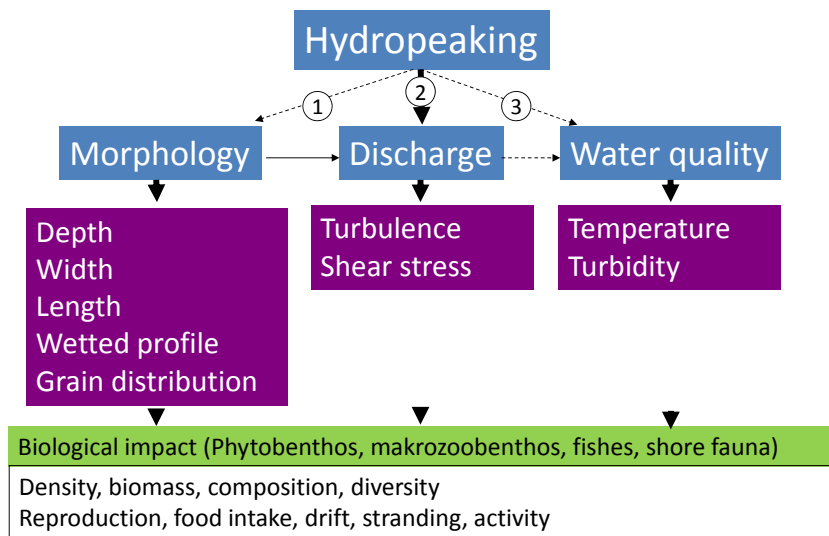 Hydropeaking
1
2
3
Morphology
Discharge
Water quality
Depth
Width
Length
Wetted profile
Grain distribution
Turbulence
Shear stress
Temperature
Turbidity
Biological impact (Phytobenthos, makrozoobenthos, fishes, shore fauna)
Density, biomass, composition, diversity
Reproduction, food intake, drift, stranding, activity